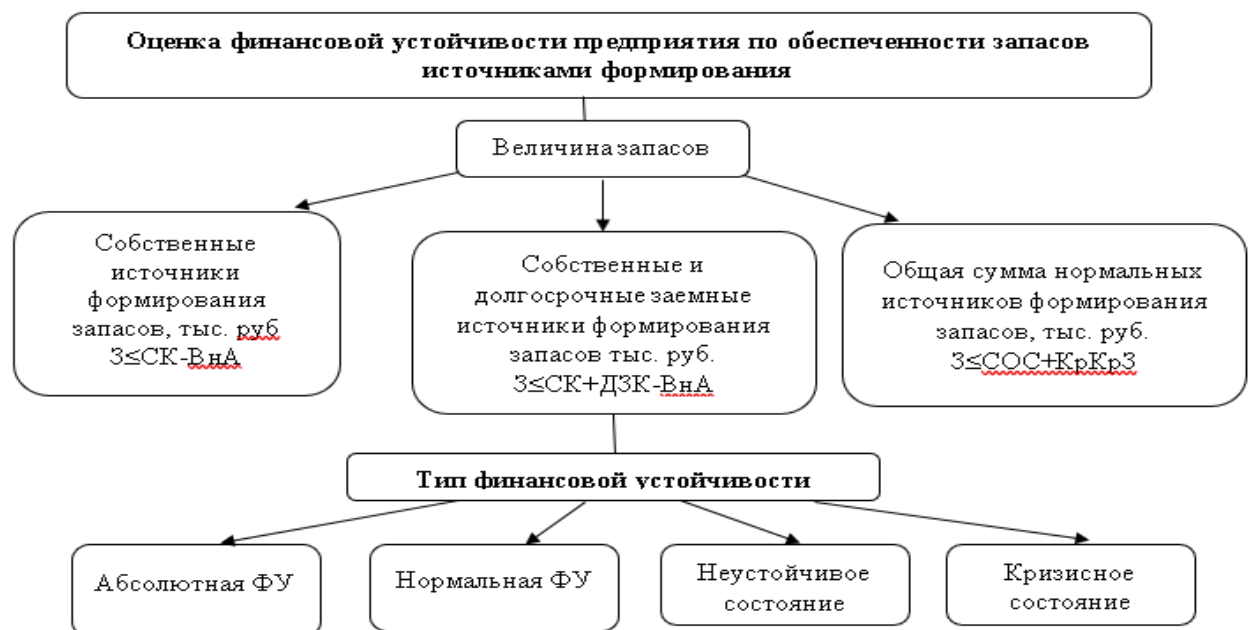 Оценка финансовой устойчивости предприятия по обеспеченности запасов
источниками формирования
Величина запасов
Собственные
источники
формирования
запасов, тыс. руб
З≤СК-ВнА
Собственные и
долгосрочные заемные
источники формирования
запасов тыс. руб.
З≤СК+ДЗК-ВнА
Общая сумма нормальных
источников формирования
запасов, тыс. руб.
З≤СОС+КрКрЗ
Тип финансовой устойчивости
Абсолютная ФУ
Нормальная ФУ
Неустойчивое
состояние
Кризисное
состояние